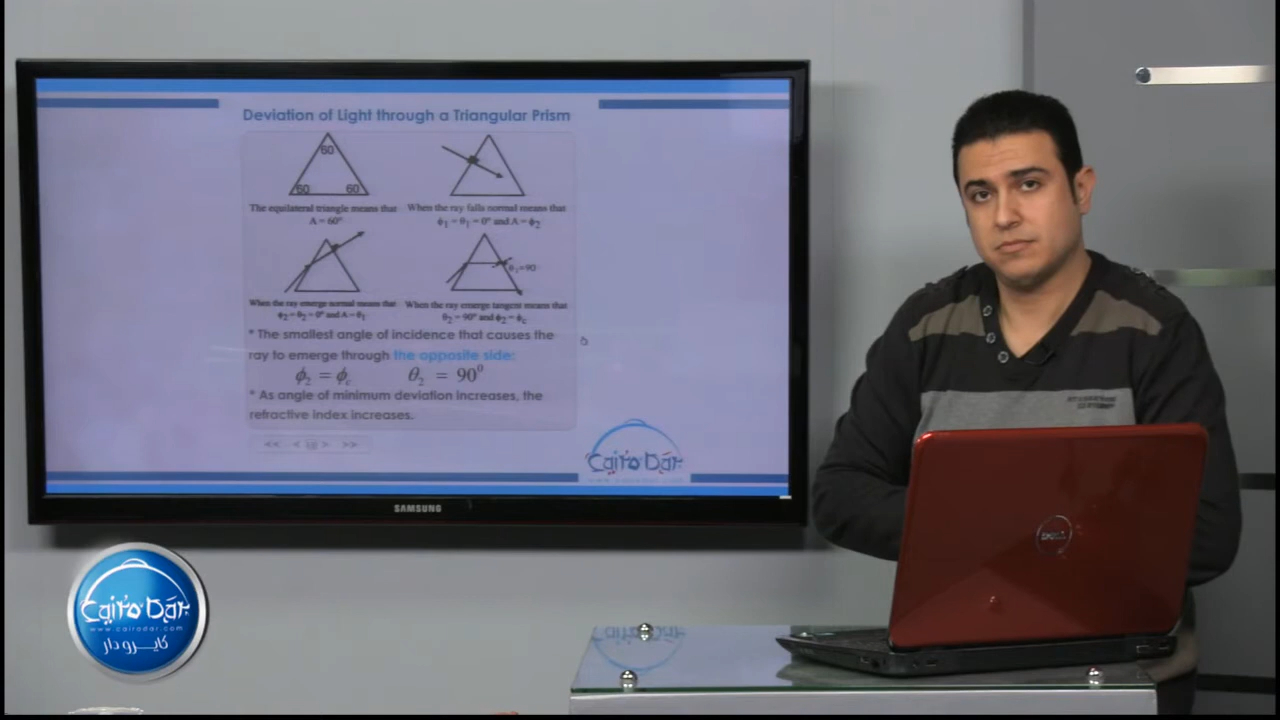 Deviation of Light through a Triangular Prism
60
60 60
The equilateral triangle means that
A = 60°
When the ray falls normal means that
ϕ₁ = θ₁ = 0° and A = ϕ₂
θ₂=90
When the ray emerge normal means that
ϕ₂ = θ₂ = 0° and A = θ₁
When the ray emerge tangent means that
θ₂ = 90° and ϕ₂ = ϕc
* The smallest angle of incidence that causes the
ray to emerge through the opposite side:
ϕ₂ = ϕc θ₂ = 90⁰
* As angle of minimum deviation increases, the
refractive index increases.
<< < > >>
Cairo Dar
SAMSUNG
Cairo Dar
www.cairodar.com
كايرو دار
DELL